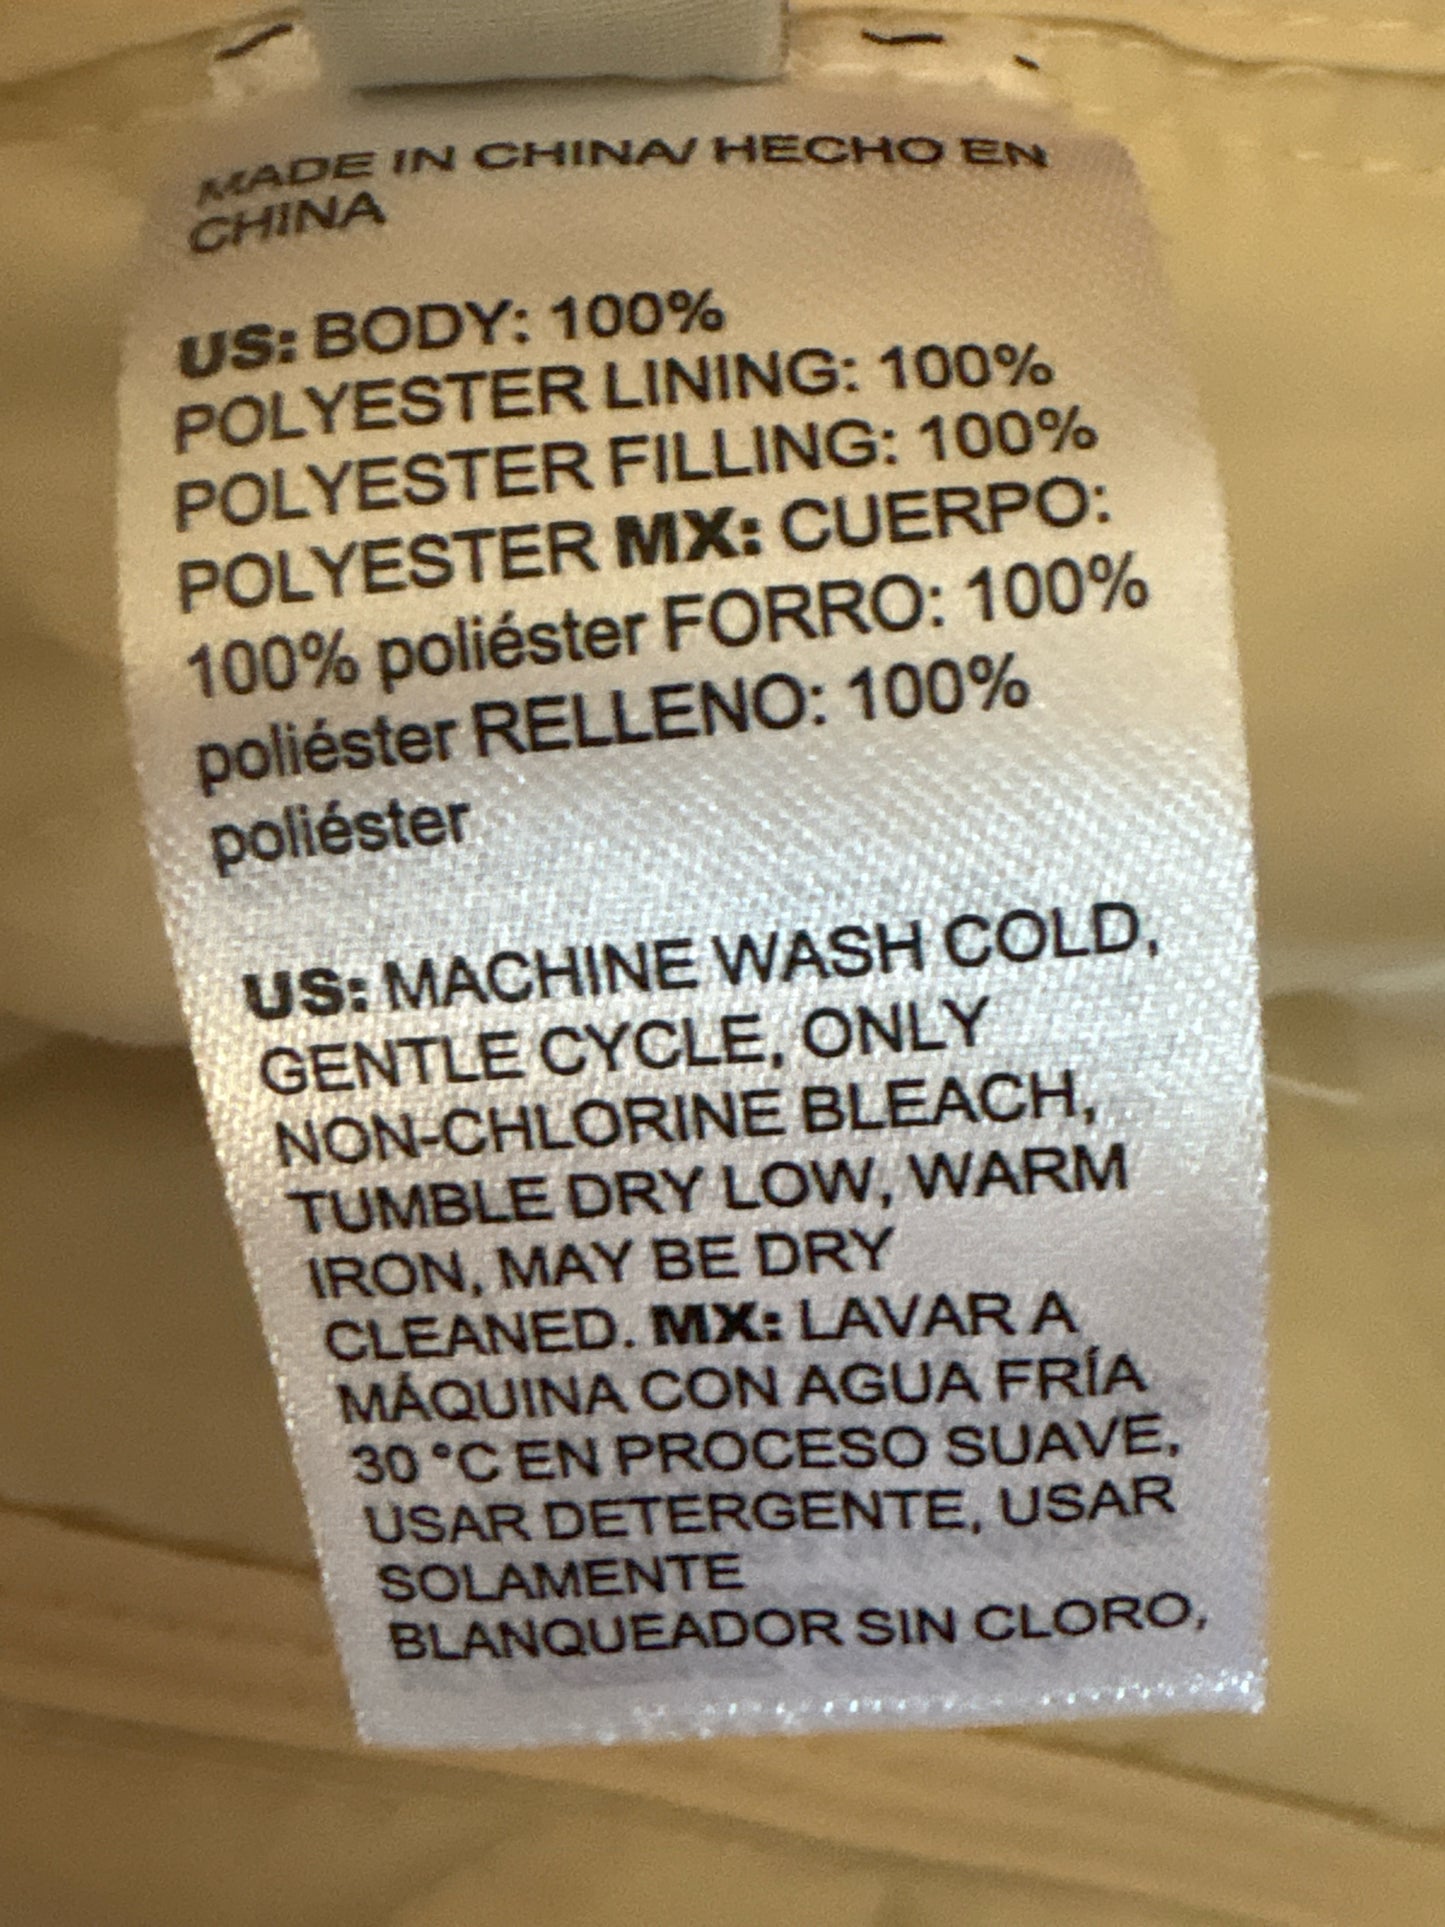 MADE IN CHINA/ HECHO EN
CHINA
US: BODY: 100%
POLYESTER LINING: 100%
POLYESTER FILLING: 100%
POLYESTER MX: CUERPO:
100% poliéster FORRO: 100%
poliéster RELLENO: 100%
poliéster
US: MACHINE WASH COLD,
GENTLE CYCLE, ONLY
NON-CHLORINE BLEACH,
TUMBLE DRY LOW, WARM
IRON, MAY BE DRY
CLEANED. MX: LAVAR A
MÁQUINA CON AGUA FRÍA
30 °C EN PROCESO SUAVE,
USAR DETERGENTE, USAR
SOLAMENTE
BLANQUEADOR SIN CLORO,